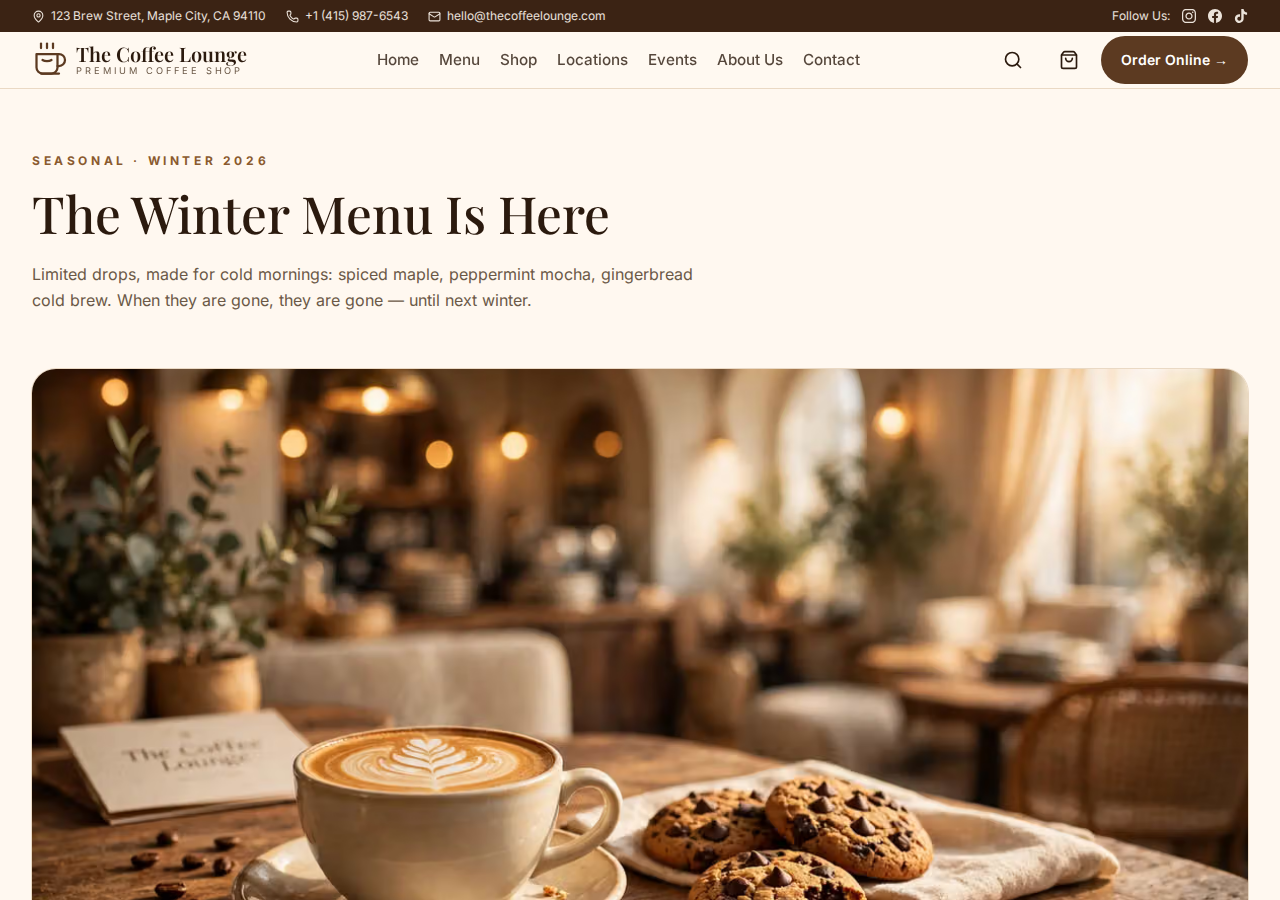 123 Brew Street, Maple City, CA 94110
+1 (415) 987-6543
hello@thecoffeelounge.com
Follow Us:
The Coffee Lounge
PREMIUM COFFEE SHOP
Home
Menu
Shop
Locations
Events
About Us
Contact
Order Online →
SEASONAL · WINTER 2026
The Winter Menu Is Here
Limited drops, made for cold mornings: spiced maple, peppermint mocha, gingerbread
cold brew. When they are gone, they are gone — until next winter.
The Coffee
Lounge